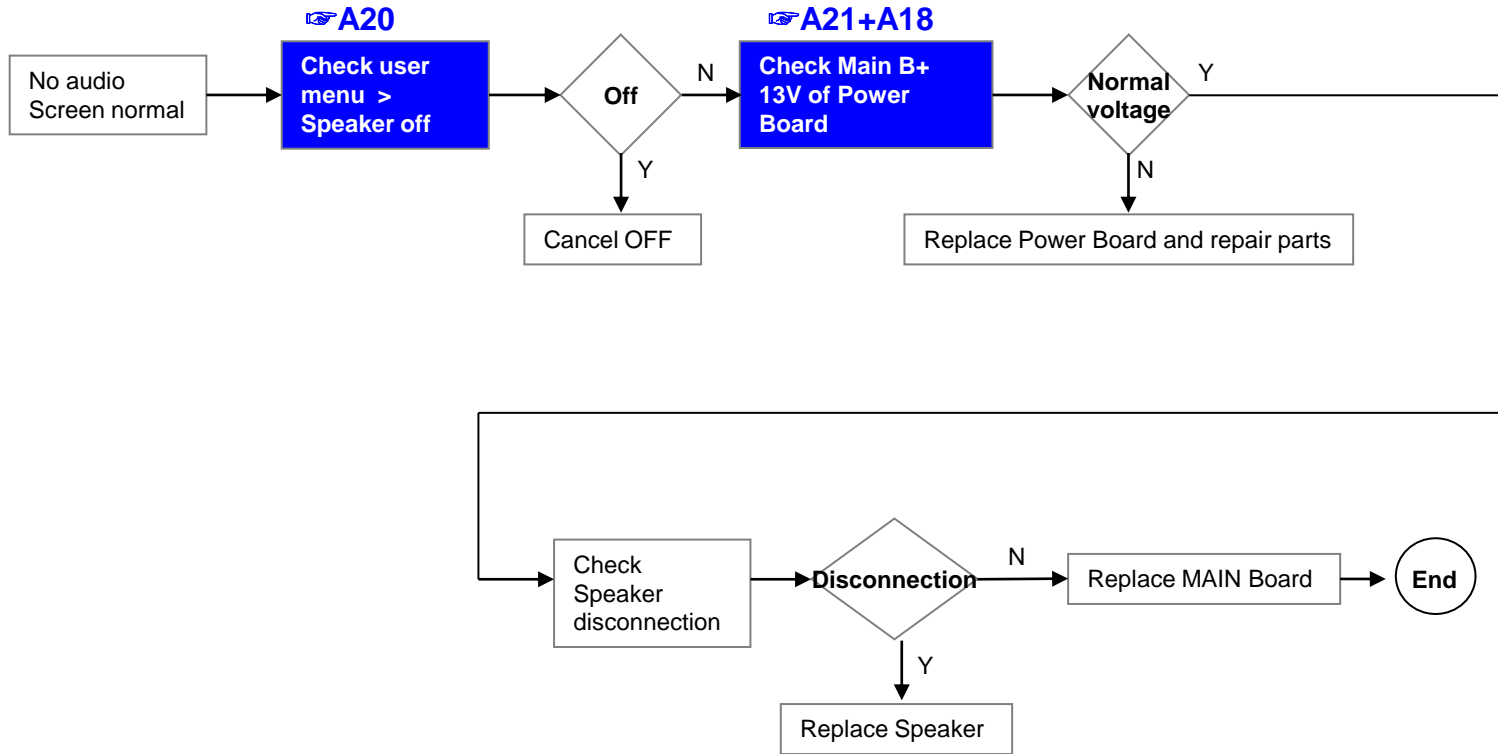 ☞A20
☞A21+A18
No audio
Screen normal
Check user
menu >
Speaker off
Off
N
Check Main B+
13V of Power
Board
Normal
voltage
Y
Y
N
Cancel OFF
Replace Power Board and repair parts
Check
Speaker
disconnection
Disconnection
N
Replace MAIN Board
End
Y
Replace Speaker